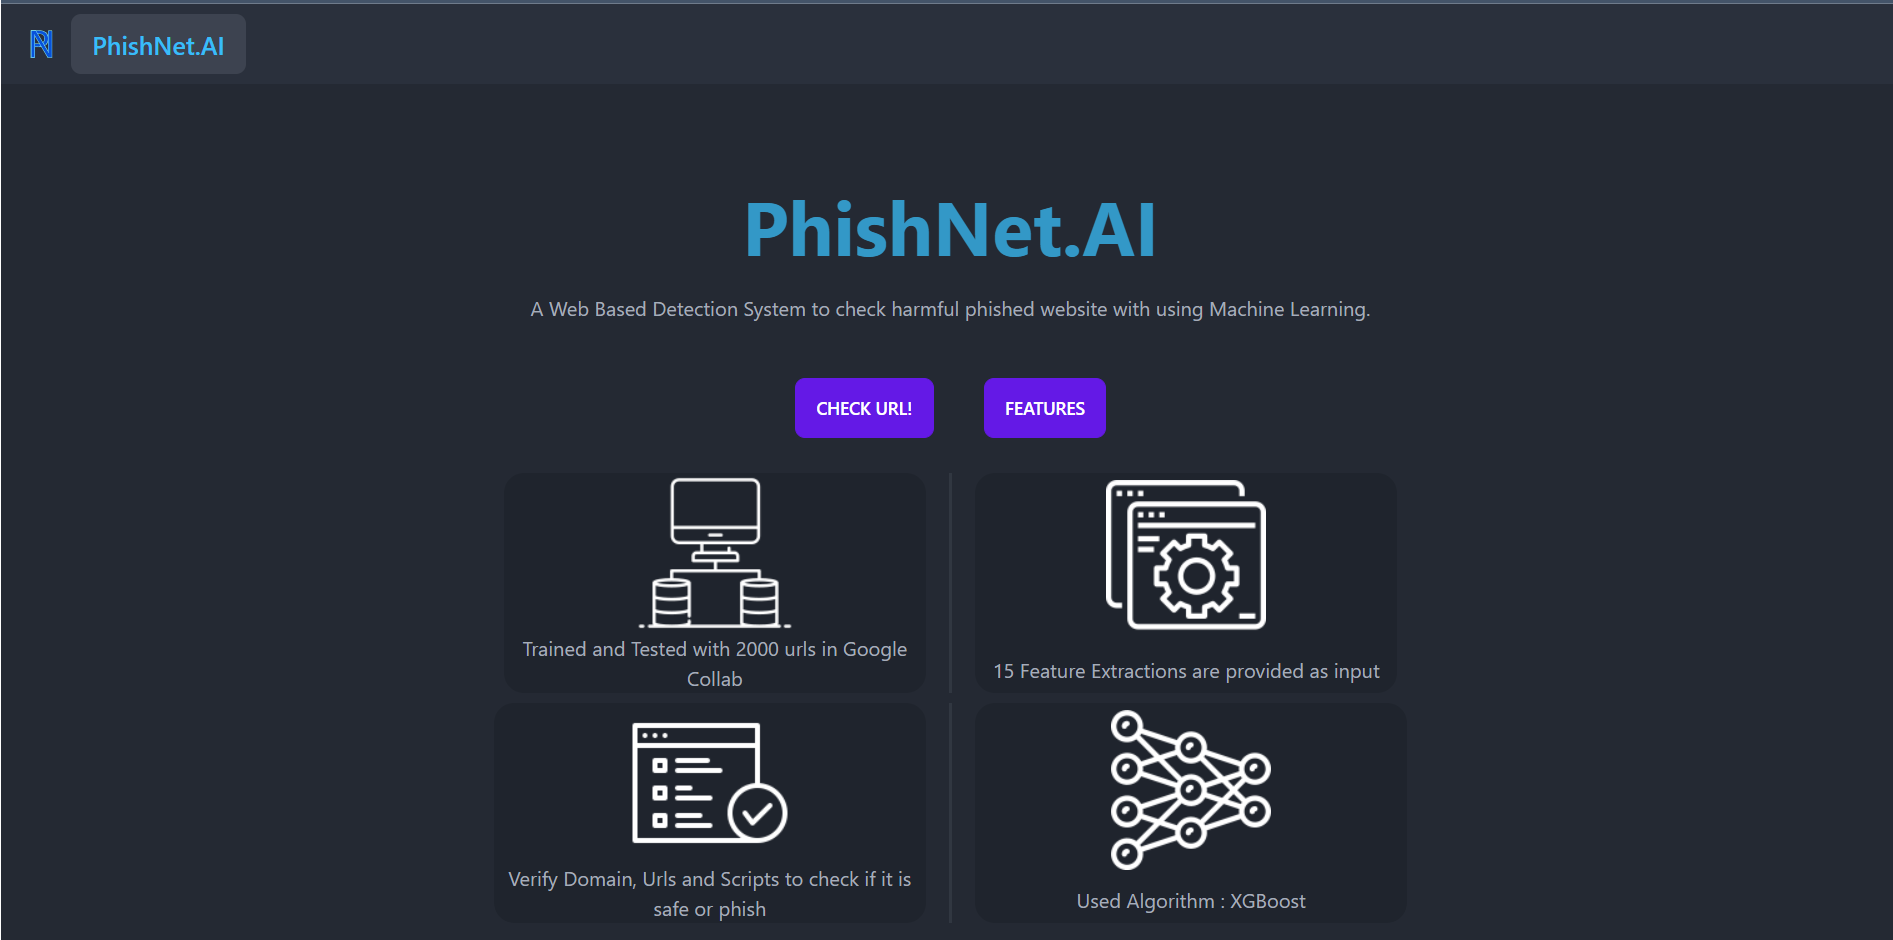 PhishNet.AI
PhishNet.AI
A Web Based Detection System to check harmful phished website with using Machine Learning.
CHECK URL!
FEATURES
Trained and Tested with 2000 urls in Google
Collab
15 Feature Extractions are provided as input
Verify Domain, Urls and Scripts to check if it is
safe or phish
Used Algorithm : XGBoost